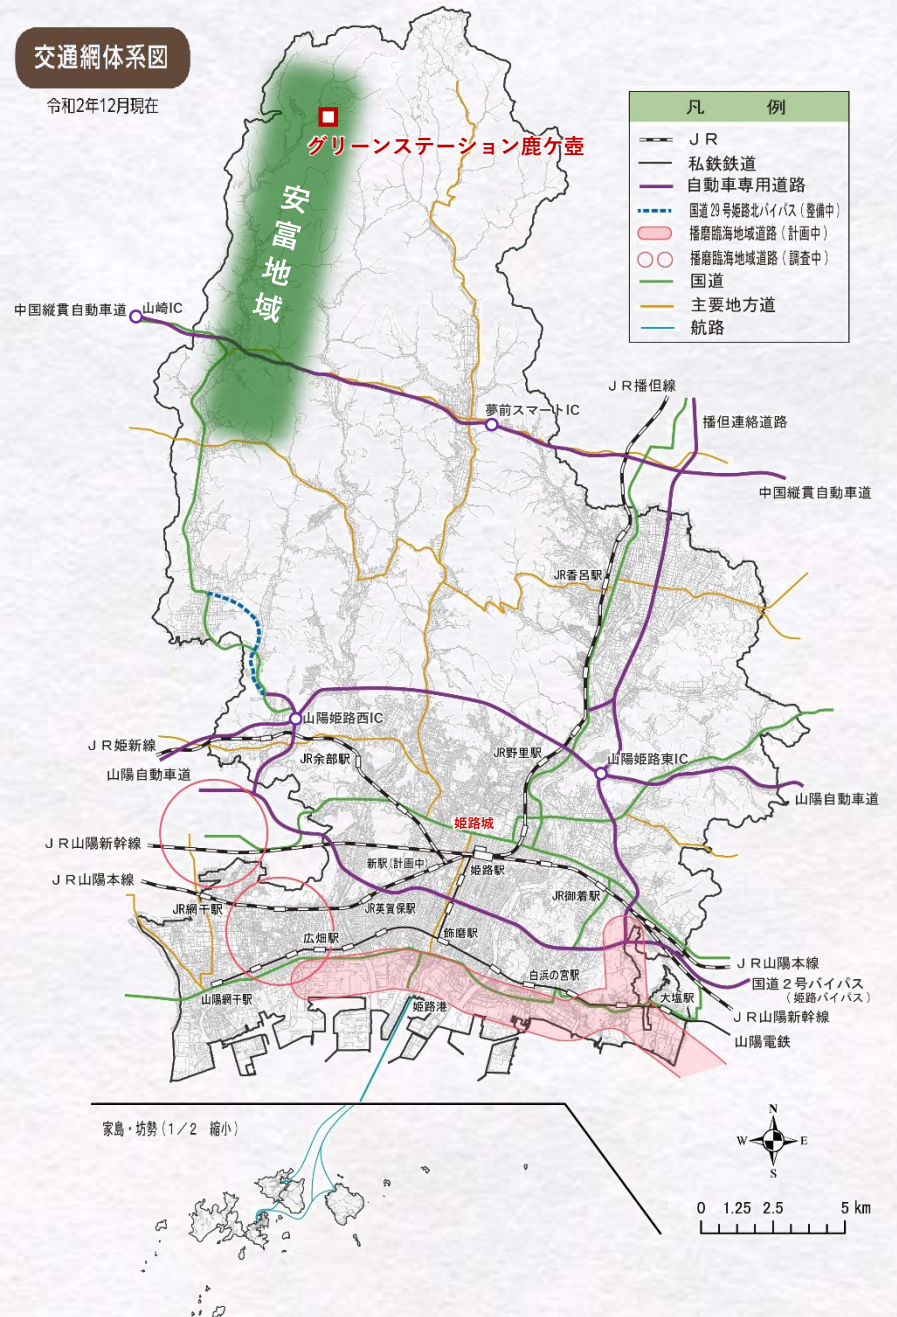 交通網体系図
令和2年12月現在
グリーンステーション鹿ケ壺
安富地域
凡 例
JR
私鉄鉄道
自動車専用道路
国道29号姫路北バイパス(整備中)
播磨臨海地域道路(計画中)
播磨臨海地域道路(調査中)
国道
主要地方道
航路
中国縦貫自動車道
山崎IC
JR播但線
夢前スマートIC
播但連絡道路
中国縦貫自動車道
JR香呂駅
山陽姫路西IC
JR姫新線
JR余部駅
JR野里駅
山陽姫路東IC
山陽自動車道
山陽自動車道
姫路城
JR山陽新幹線
新駅(計画中)
姫路駅
JR山陽本線
JR網干駅
JR英賀保駅
JR御着駅
広畑駅
飾磨駅
白浜の宮駅
JR山陽本線
山陽網干駅
姫路港
大塩駅
国道2号バイパス
(姫路バイパス)
JR山陽新幹線
山陽電鉄
家島・坊勢(1/2 縮小)
N
W
E
S
0 1.25 2.5 5 km